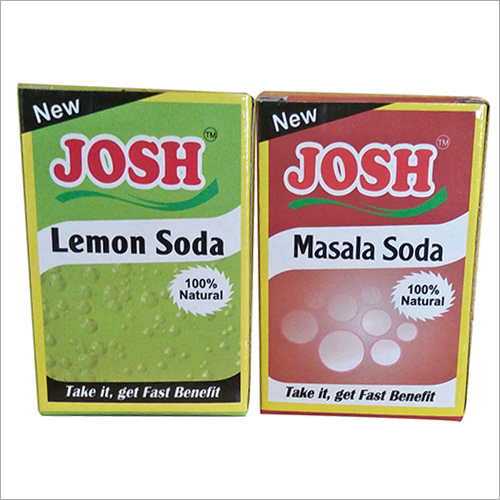 New
JOSH TM
Lemon Soda
100%
Natural
Take it, get Fast Benefit
New
JOSH TM
Masala Soda
100%
Natural
Take it, get Fast Benefit